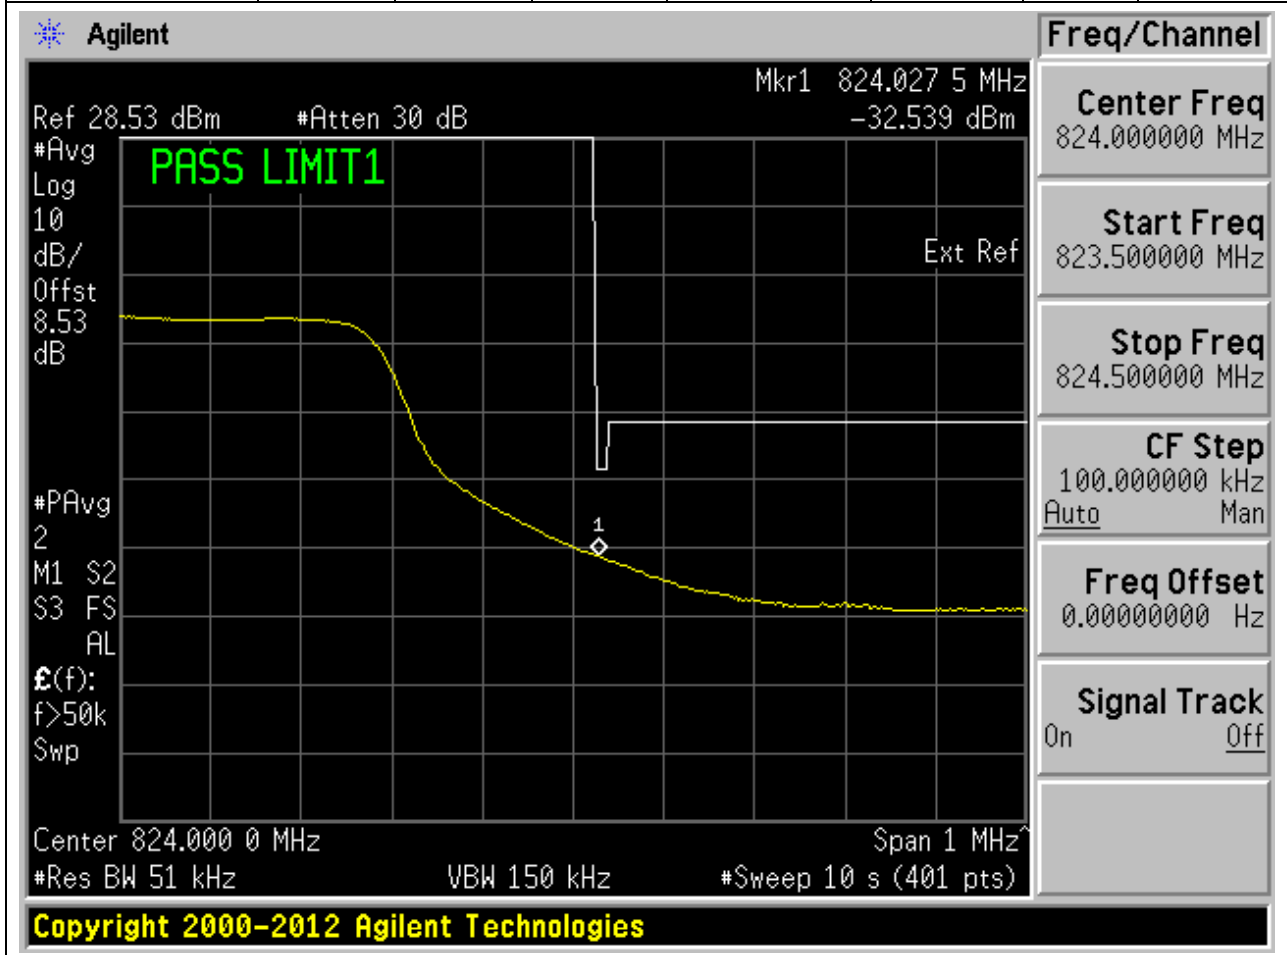 Agilent
Freq/Channel
Mkr1 824.027 5 MHz
Ref 28.53 dBm #Atten 30 dB -32.539 dBm
#Avg
Log
10
dB/
Offst
8.53
dB
PASS LIMIT1
Ext Ref
1
#PAvg
2
M1 S2
S3 FS
AL
£(f):
f>50k
Swp
Center 824.000 0 MHz Span 1 MHz^
#Res BW 51 kHz VBW 150 kHz #Sweep 10 s (401 pts)
Center Freq
824.000000 MHz
Start Freq
823.500000 MHz
Stop Freq
824.500000 MHz
CF Step
100.000000 kHz
Auto Man
Freq Offset
0.00000000 Hz
Signal Track
On Off
Copyright 2000-2012 Agilent Technologies